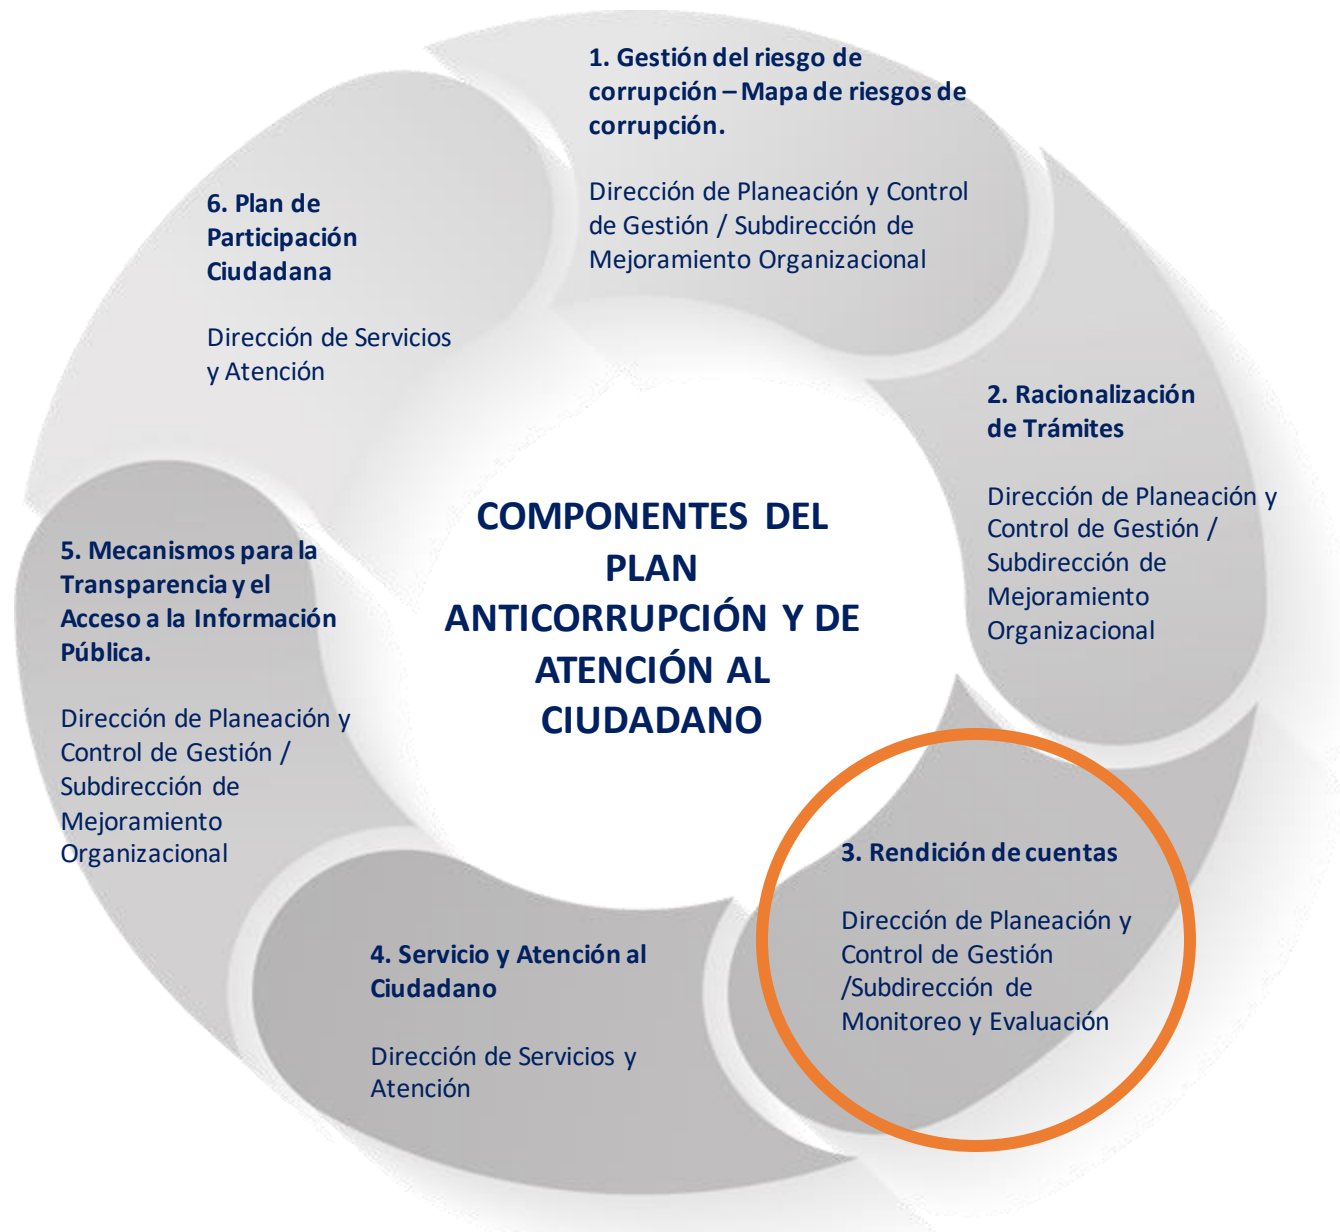 1. Gestión del riesgo de
corrupción – Mapa de riesgos de
corrupción.
Dirección de Planeación y Control
de Gestión / Subdirección de
Mejoramiento Organizacional
2. Racionalización
de Trámites
Dirección de Planeación y
Control de Gestión /
Subdirección de
Mejoramiento
Organizacional
3. Rendición de cuentas
Dirección de Planeación y
Control de Gestión
/Subdirección de
Monitoreo y Evaluación
4. Servicio y Atención al
Ciudadano
Dirección de Servicios y
Atención
5. Mecanismos para la
Transparencia y el
Acceso a la Información
Pública.
Dirección de Planeación y
Control de Gestión /
Subdirección de
Mejoramiento
Organizacional
6. Plan de
Participación
Ciudadana
Dirección de Servicios
y Atención
COMPONENTES DEL
PLAN
ANTICORRUPCIÓN Y DE
ATENCIÓN AL
CIUDADANO